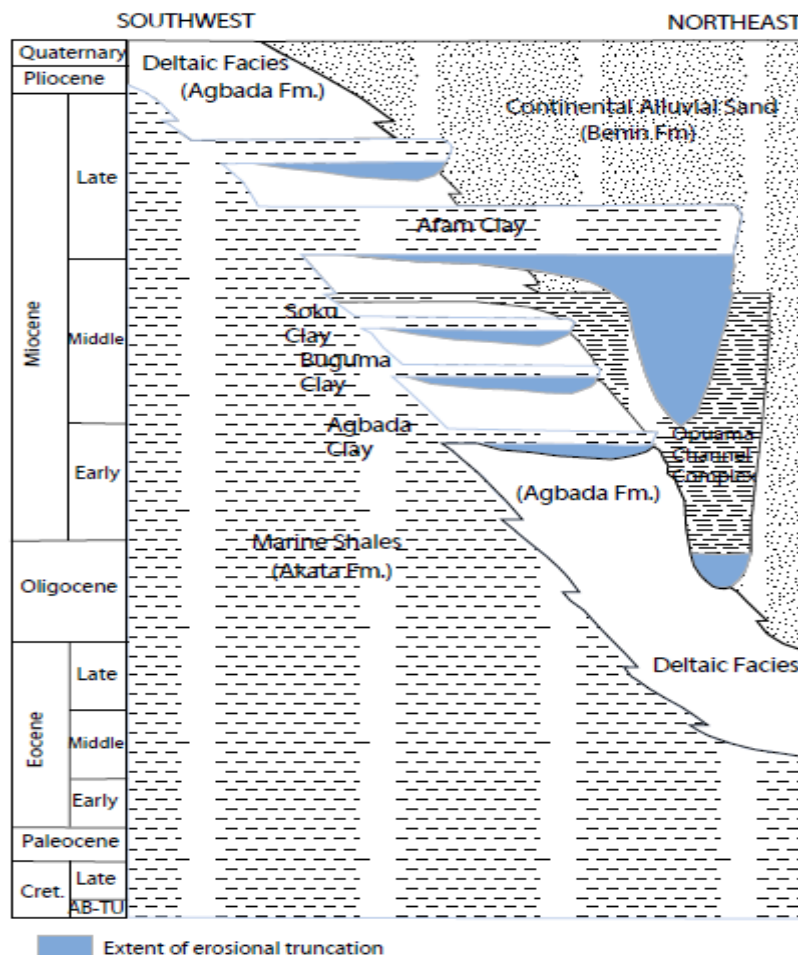 SOUTHWEST
NORTHEAST
Quaternary
Pliocene
Miocene
Late
Middle
Early
Oligocene
Eocene
Late
Middle
Early
Paleocene
Cret.
Late
AB-TU
Deltaic Facies
(Agbada Fm.)
Continental Alluvial Sand
(Benin Fm)
Afam Clay
Soku
Clay
Buguma
Clay
Agbada
Clay
Opuama
Channel
Complex
(Agbada Fm.)
Marine Shales
(Akata Fm.)
Deltaic Facies
Extent of erosional truncation